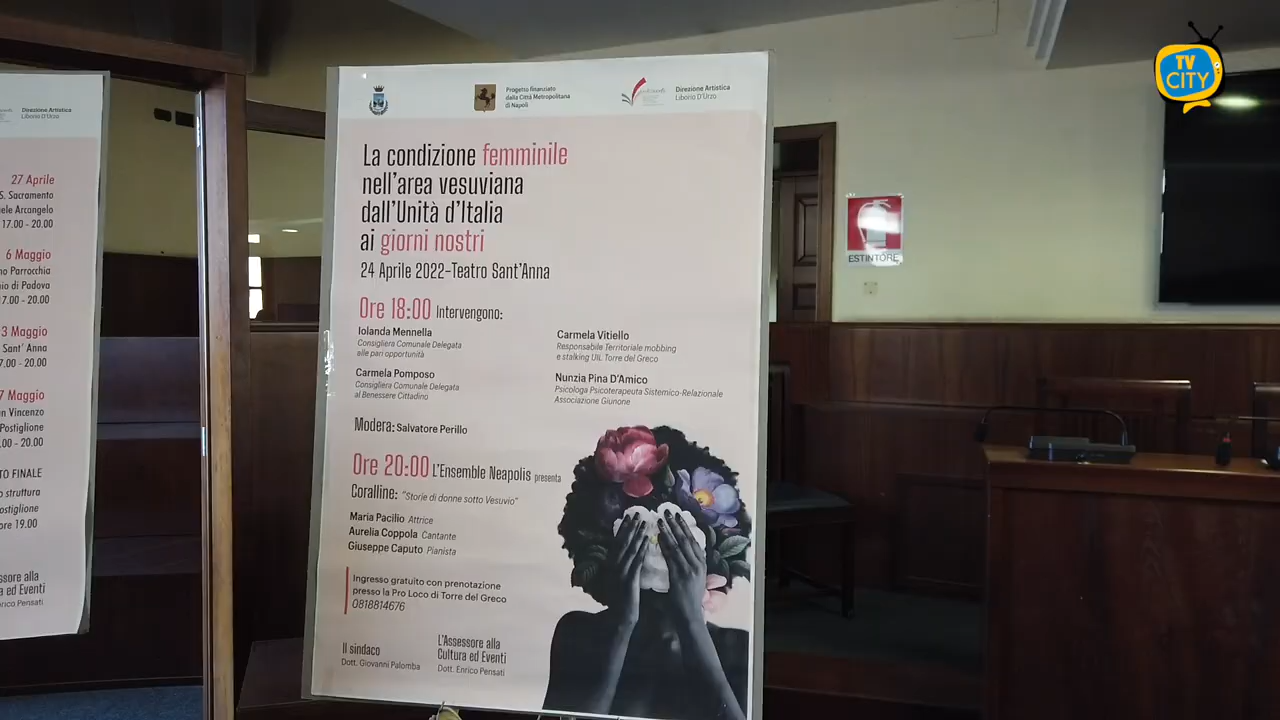 Direzione Artistica
Liborio D'Urzo
27 Aprile
S. Sacramento
Arcangelo
17.00 - 20.00
6 Maggio
Parrocchia
di Padova
17.00 - 20.00
3 Maggio
Sant' Anna
7.00 - 20.00
7 Maggio
Vincenzo
Postiglione
.00 - 20.00
FINALE
struttura
ore 19.00
alla
ed Eventi
Enrico Pensati
Progetto finanziato
dalla Città Metropolitana
di Napoli
Direzione Artistica
Liborio D'Urzo
La condizione femminile
nell'area vesuviana
dall'Unità d'Italia
ai giorni nostri
24 Aprile 2022-Teatro Sant'Anna
Ore 18:00 Intervengono:
Iolanda Mennella
Consigliera Comunale Delegata
alle pari opportunità
Carmela Pomposo
Consigliera Comunale Delegata
al Benessere Cittadino
Carmela Vitiello
Responsabile Territoriale mobbing
e stalking UIL Torre del Greco
Nunzia Pina D'Amico
Psicologa Psicoterapeuta Sistemico-Relazionale
Associazione Giunone
Modera: Salvatore Perillo
Ore 20:00 L'Ensemble Neapolis presenta
Coralline: "Storie di donne sotto Vesuvio"
Maria Pacilio Attrice
Aurelia Coppola Cantante
Giuseppe Caputo Pianista
Ingresso gratuito con prenotazione
presso la Pro Loco di Torre del Greco
0818814676
Il sindaco
Dott. Giovanni Palomba
L'Assessore alla
Cultura ed Eventi
Dott. Enrico Pensati
ESTINTORE
TV
CITY